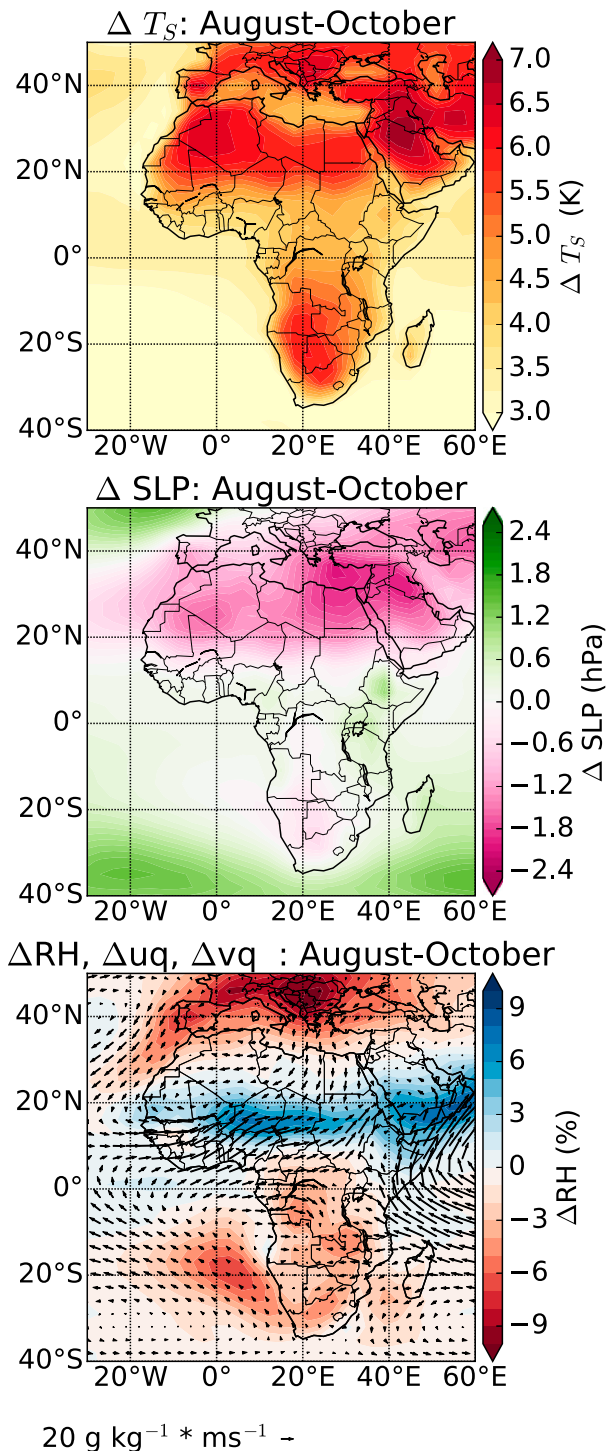 Δ T_S: August-October
40°N
20°N
0°
20°S
40°S
20°W 0° 20°E 40°E 60°E
7.0
6.5
6.0
5.5
5.0
4.5
4.0
3.5
3.0
Δ T_S (K)
Δ SLP: August-October
40°N
20°N
0°
20°S
40°S
20°W 0° 20°E 40°E 60°E
2.4
1.8
1.2
0.6
0.0
−0.6
−1.2
−1.8
−2.4
Δ SLP (hPa)
ΔRH, Δuq, Δvq : August-October
40°N
20°N
0°
20°S
40°S
20°W 0° 20°E 40°E 60°E
9
6
3
0
−3
−6
−9
ΔRH (%)
20 g kg⁻¹ * ms⁻¹